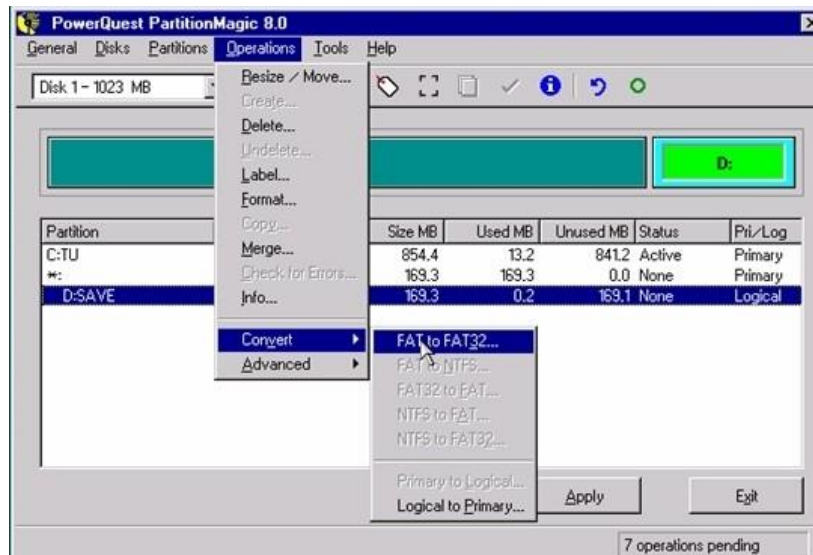 PowerQuest PartitionMagic 8.0
General Disks Partitions Operations Tools Help
Disk 1 - 1023 MB
Resize / Move...
Create...
Delete...
Undelete...
Label...
Format...
Copy...
Merge...
Check for Errors...
Info...
Convert
Advanced
D:
Partition Size MB Used MB Unused MB Status Pri/Log
C:TU 854.4 13.2 841.2 Active Primary
*: 169.3 169.3 0.0 None Primary
D:SAVE 169.3 0.2 169.1 None Logical
FAT to FAT32...
FAT to NTFS...
FAT32 to FAT...
NTFS to FAT...
NTFS to FAT32...
Primary to Logical...
Logical to Primary...
Apply Exit
7 operations pending